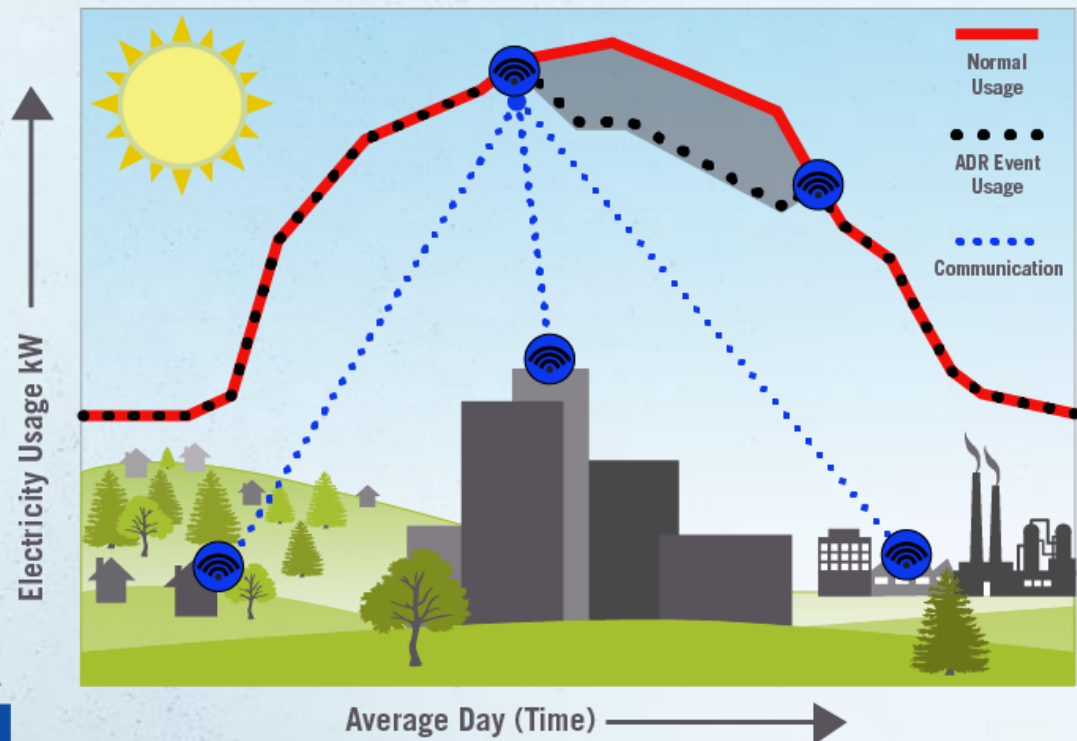 Normal
Usage
ADR Event
Usage
Communication
Electricity Usage kW
Average Day (Time)